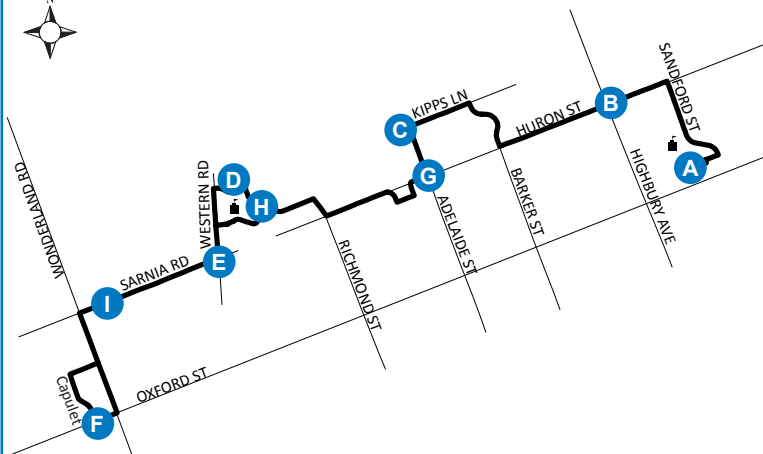 SANDFORD ST
KIPPS LN
B
HURON ST
C
A
D
G
WESTERN RD
H
HIGHBURY AVE
BARKER ST
WONDERLAND RD
ADELAIDE ST
E
SARNIA RD
RICHMOND ST
I
OXFORD ST
Capulet
F